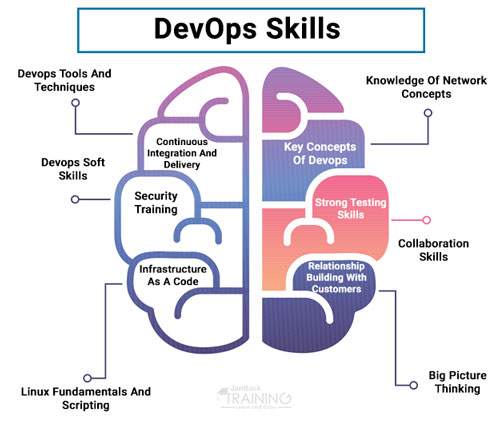 DevOps Skills
Devops Tools And
Techniques
Knowledge Of Network
Concepts
Continuous
Integration And
Delivery
Key Concepts
Of Devops
Devops Soft
Skills
Security
Training
Strong Testing
Skills
Collaboration
Skills
Infrastructure
As A Code
Relationship
Building With
Customers
Linux Fundamentals And
Scripting
Big Picture
Thinking
JanBask
TRAINING
Learn and Grow